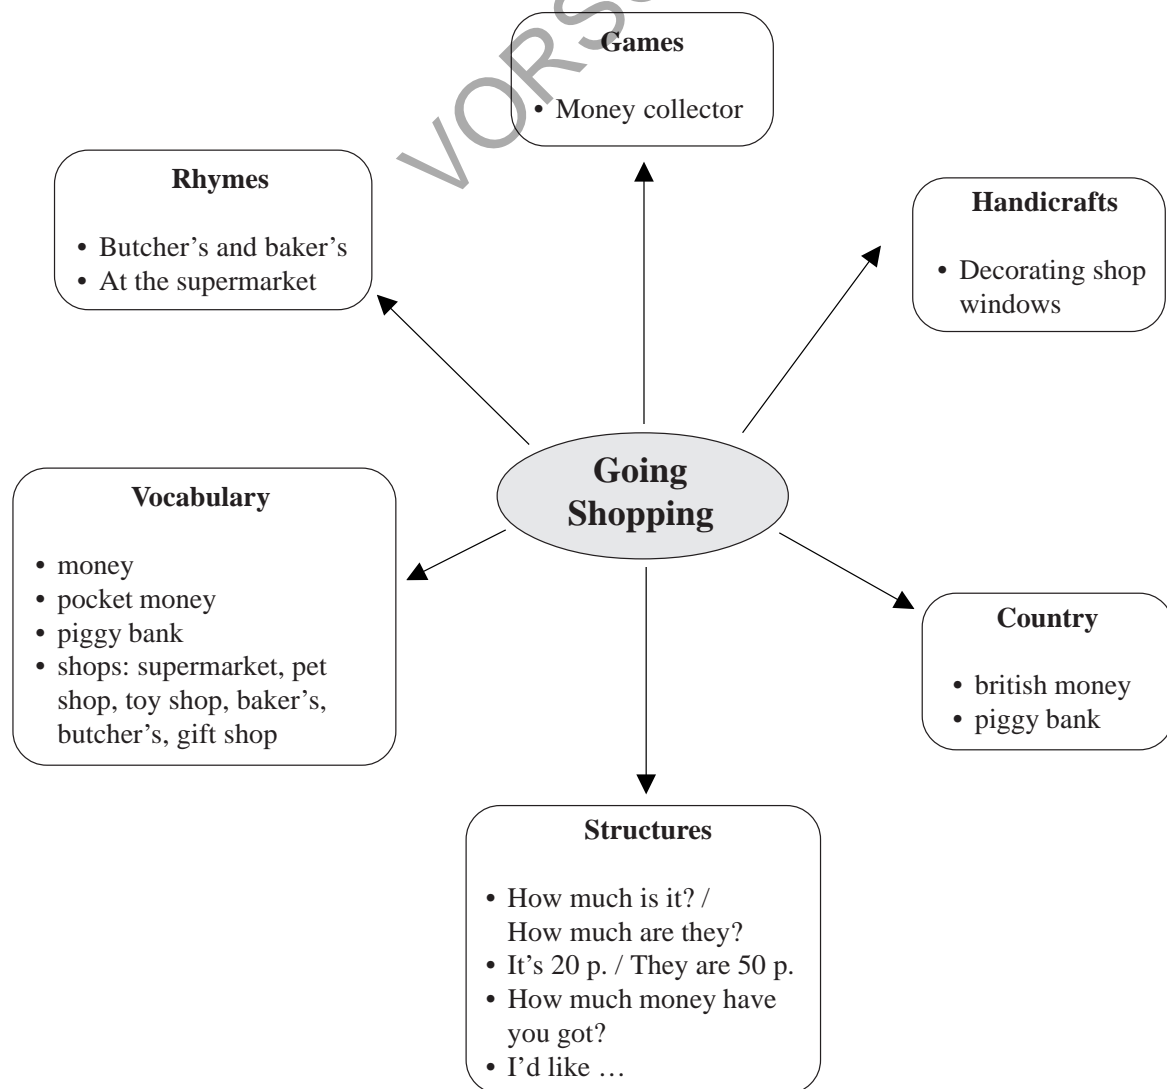 VORS
Games
• Money collector
Rhymes
• Butcher’s and baker’s
• At the supermarket
Handicrafts
• Decorating shop
windows
Going
Shopping
Vocabulary
• money
• pocket money
• piggy bank
• shops: supermarket, pet
shop, toy shop, baker’s,
butcher’s, gift shop
Country
• british money
• piggy bank
Structures
• How much is it? /
How much are they?
• It’s 20 p. / They are 50 p.
• How much money have
you got?
• I’d like …